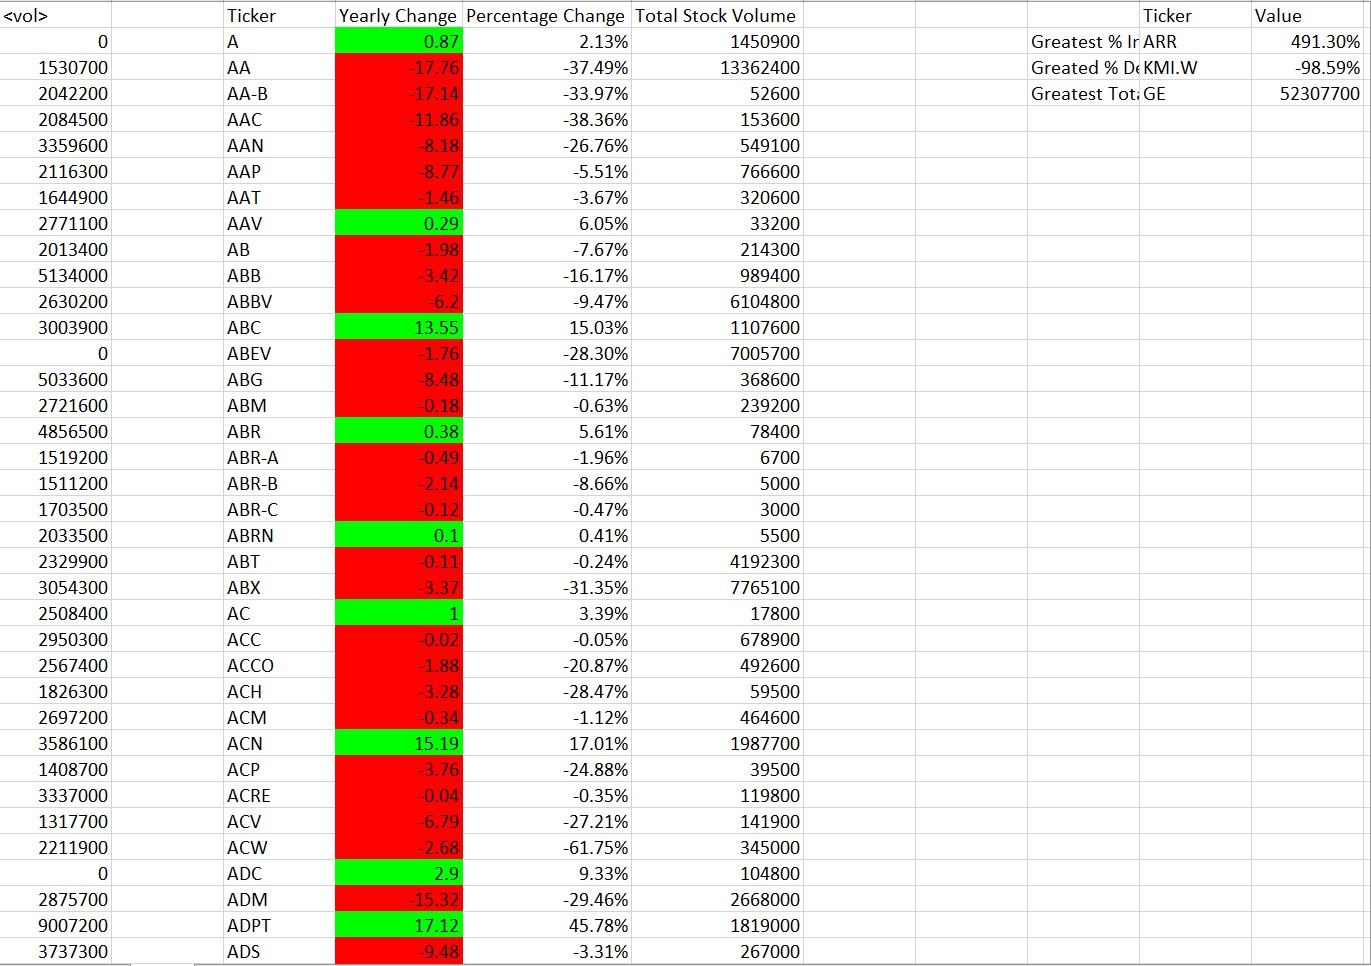 <vol> Ticker Yearly Change Percentage Change Total Stock Volume Ticker Value
0 A 0.87 2.13% 1450900 Greatest % In ARR 491.30%
1530700 AA -17.76 -37.49% 13362400 Greated % De KMI.W -98.59%
2042200 AA-B -17.14 -33.97% 52600 Greatest Tota GE 52307700
2084500 AAC -11.86 -38.36% 153600
3359600 AAN -8.18 -26.76% 549100
2116300 AAP -8.77 -5.51% 766600
1644900 AAT -1.46 -3.67% 320600
2771100 AAV 0.29 6.05% 33200
2013400 AB -1.98 -7.67% 214300
5134000 ABB -3.42 -16.17% 989400
2630200 ABBV -6.2 -9.47% 6104800
3003900 ABC 13.55 15.03% 1107600
0 ABEV -1.76 -28.30% 7005700
5033600 ABG -8.48 -11.17% 368600
2721600 ABM -0.18 -0.63% 239200
4856500 ABR 0.38 5.61% 78400
1519200 ABR-A -0.49 -1.96% 6700
1511200 ABR-B -2.14 -8.66% 5000
1703500 ABR-C -0.12 -0.47% 3000
2033500 ABRN 0.1 0.41% 5500
2329900 ABT -0.11 -0.24% 4192300
3054300 ABX -3.37 -31.35% 7765100
2508400 AC 1 3.39% 17800
2950300 ACC -0.02 -0.05% 678900
2567400 ACCO -1.88 -20.87% 492600
1826300 ACH -3.28 -28.47% 59500
2697200 ACM -0.34 -1.12% 464600
3586100 ACN 15.19 17.01% 1987700
1408700 ACP -3.76 -24.88% 39500
3337000 ACRE -0.04 -0.35% 119800
1317700 ACV -6.79 -27.21% 141900
2211900 ACW -2.68 -61.75% 345000
0 ADC 2.9 9.33% 104800
2875700 ADM -15.32 -29.46% 2668000
9007200 ADPT 17.12 45.78% 1819000
3737300 ADS -9.48 -3.31% 267000